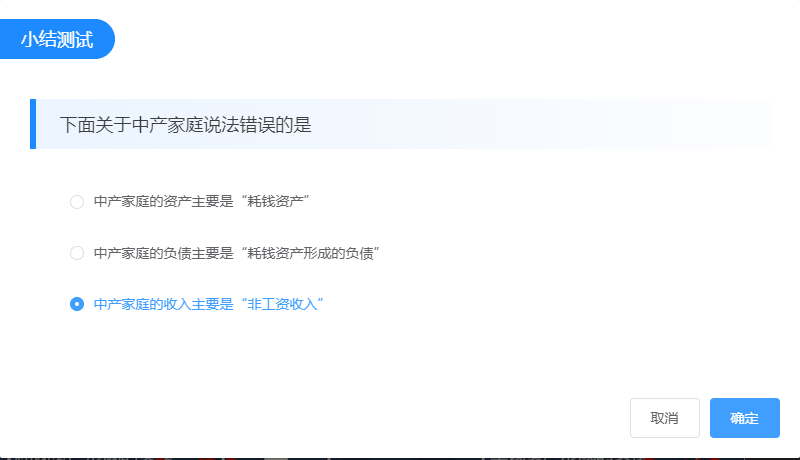 小结测试
下面关于中产家庭说法错误的是
中产家庭的资产主要是“耗钱资产”
中产家庭的负债主要是“耗钱资产形成的负债”
中产家庭的收入主要是“非工资收入”
取消
确定